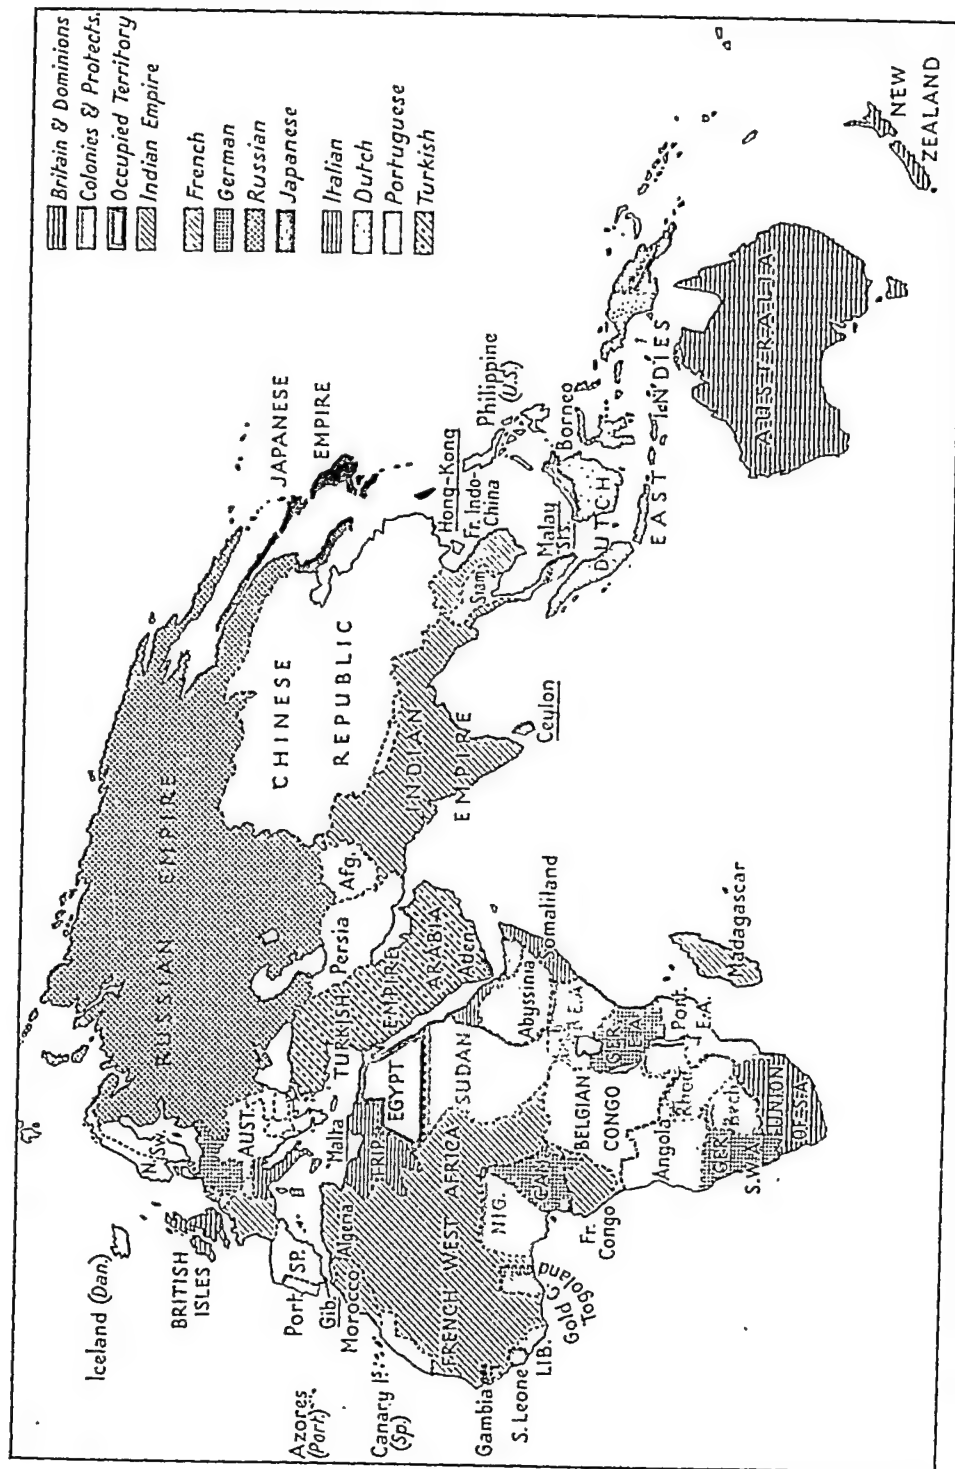 Britain & Dominions
Colonies & Protects.
Occupied Territory
Indian Empire
French
German
Russian
Japanese
Italian
Dutch
Portuguese
Turkish
Iceland (Dan.)
BRITISH
ISLES
N.
SW.
RUSSIAN EMPIRE
JAPANESE
EMPIRE
CHINESE
REPUBLIC
AUST.
Port.
SP.
Gib.
Malta
TURKISH
EMPIRE
Persia
Afg.
ARABIA
Aden
INDIAN
EMPIRE
Ceylon
Siam
Fr. Indo-
China
Hong-Kong
Philippine
(U.S.)
Malay
Sts.
Borneo
DUTCH
EAST INDIES
AUSTRALIA
NEW
ZEALAND
Azores
(Port.)
Canary Is.
(Sp)
Morocco
Algeria
TRIP.
EGYPT
FRENCH WEST AFRICA
SUDAN
Abyssinia
Somaliland
Gambia
S. Leone
LIB.
Gold C.
Togoland
NIG.
CAM.
Fr.
Congo
BELGIAN
CONGO
E.A.
GER.
E.A.
Angola
Rhod.
Port.
E.A.
Madagascar
GER.
S.W.A.
Bech.
UNION
OF S.A.